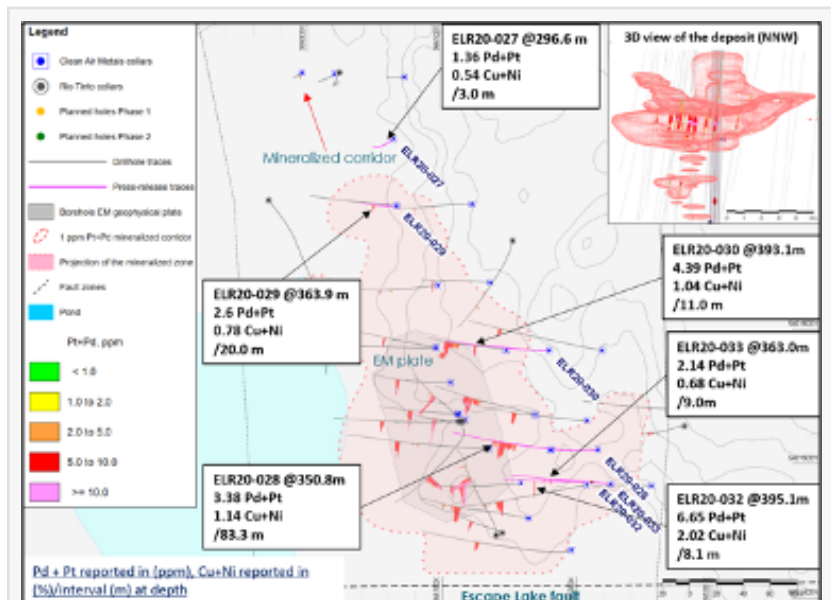 Legend
Clean Air Metals collars
Rio Tinto collars
Planned holes Phase 1
Planned holes Phase 2
Drillhole traces
Press-release traces
Borehole EM geophysical plate
1 ppm Pt+Pd mineralized corridor
Projection of the mineralized zone
Fault zones
Pond
Pt+Pd, ppm
< 1.0
1.0 to 2.0
2.0 to 5.0
5.0 to 10.0
>= 10.0
ELR20-027 @296.6 m
1.36 Pd+Pt
0.54 Cu+Ni
/3.0 m
3D view of the deposit (NNW)
Mineralized corridor
ELR20-027
ELR20-029
ELR20-029 @363.9 m
2.6 Pd+Pt
0.78 Cu+Ni
/20.0 m
ELR20-030 @393.1m
4.39 Pd+Pt
1.04 Cu+Ni
/11.0 m
EM plate
ELR20-030
ELR20-033 @363.0m
2.14 Pd+Pt
0.68 Cu+Ni
/9.0m
ELR20-028 @350.8m
3.38 Pd+Pt
1.14 Cu+Ni
/83.3 m
ELR20-028
ELR20-033
ELR20-032
ELR20-032 @395.1m
6.65 Pd+Pt
2.02 Cu+Ni
/8.1 m
Pd + Pt reported in (ppm), Cu+Ni reported in
(%)/interval (m) at depth
Escape Lake fault